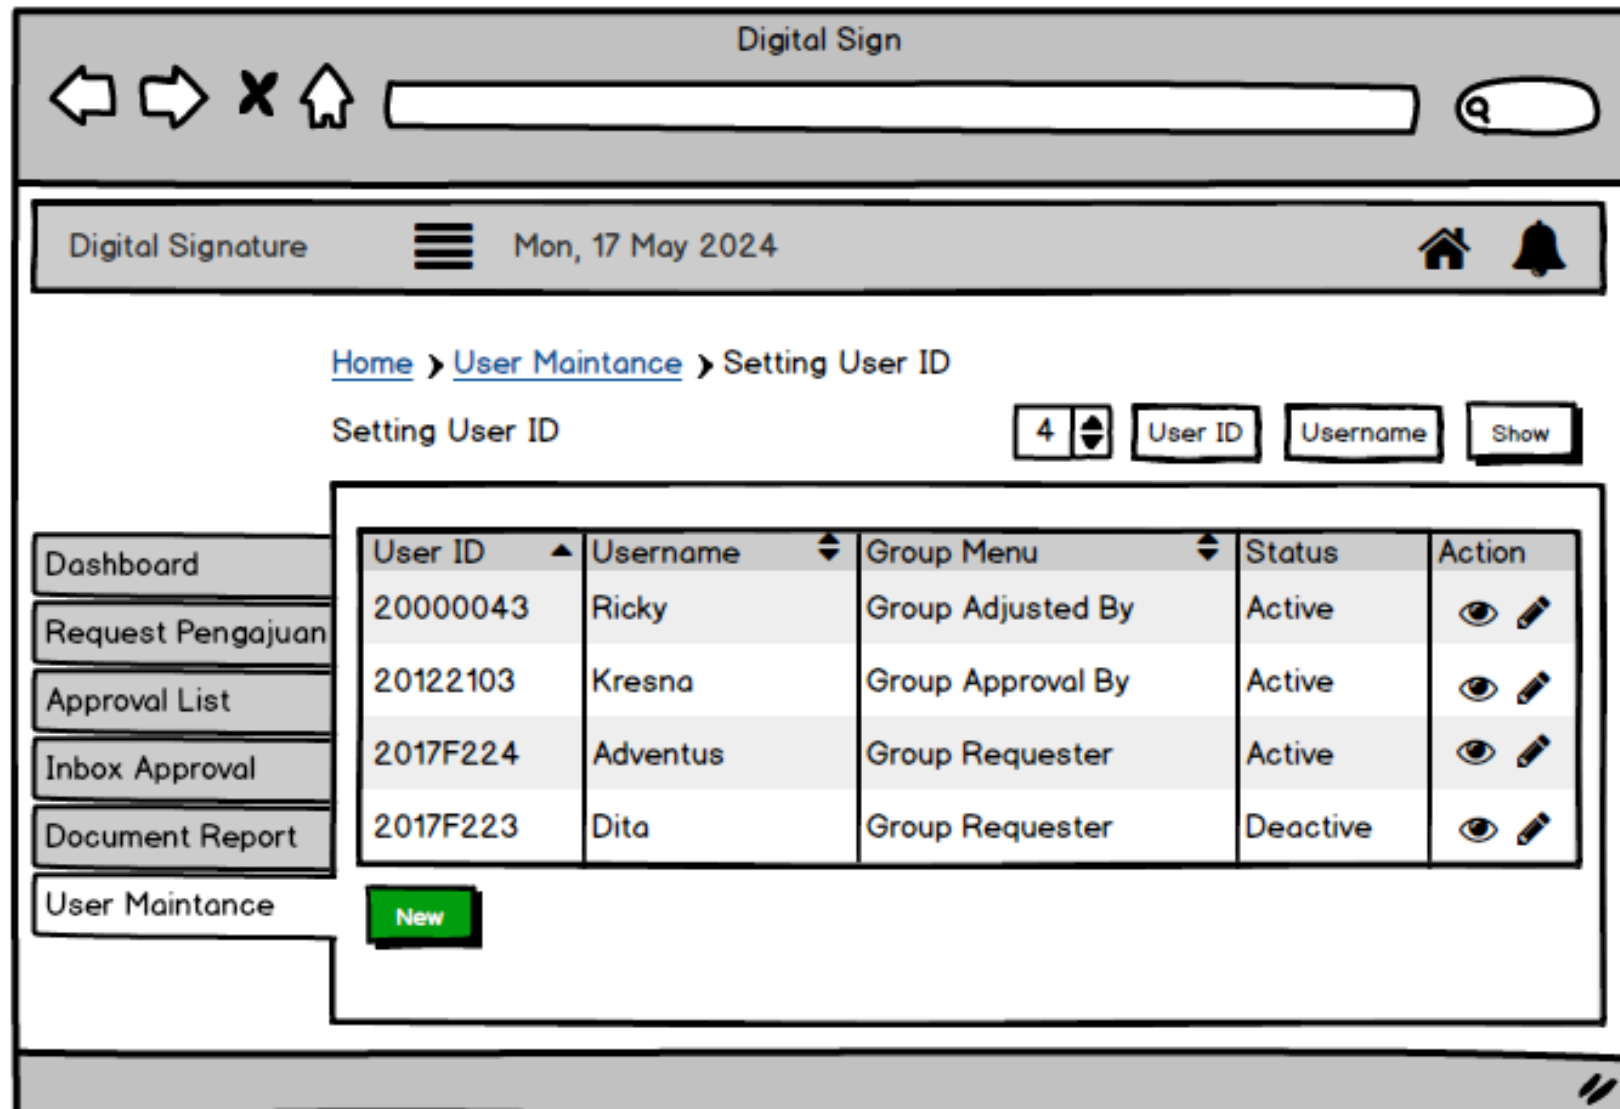 Digital Sign
Digital Signature Mon, 17 May 2024
Home > User Maintance > Setting User ID
Setting User ID 4 User ID Username Show
Dashboard
Request Pengajuan
Approval List
Inbox Approval
Document Report
User Maintance
User ID Username Group Menu Status Action
20000043 Ricky Group Adjusted By Active
20122103 Kresna Group Approval By Active
2017F224 Adventus Group Requester Active
2017F223 Dita Group Requester Deactive
New